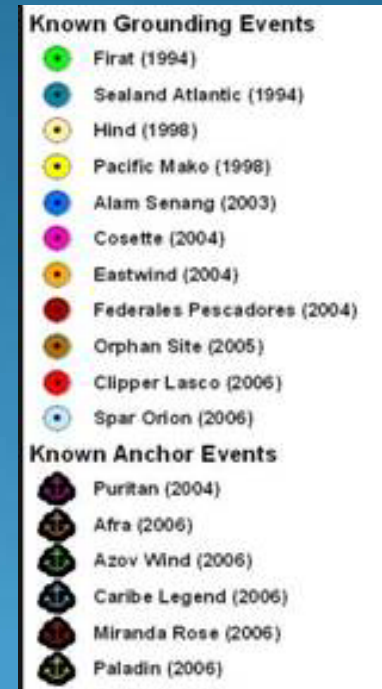 Known Grounding Events
Firat (1994)
Sealand Atlantic (1994)
Hind (1998)
Pacific Mako (1998)
Alam Senang (2003)
Cosette (2004)
Eastwind (2004)
Federales Pescadores (2004)
Orphan Site (2005)
Clipper Lasco (2006)
Spar Orion (2006)
Known Anchor Events
Puritan (2004)
Afra (2006)
Azov Wind (2006)
Caribe Legend (2006)
Miranda Rose (2006)
Paladin (2006)